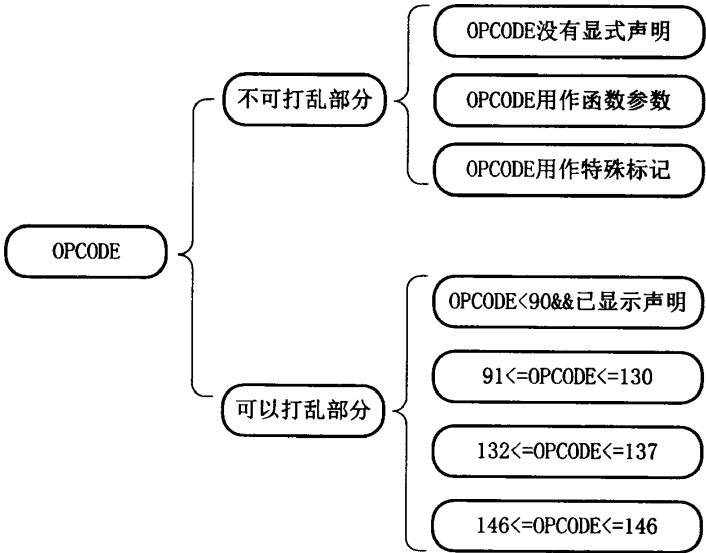 OPCODE没有显式声明
不可打乱部分
OPCODE用作函数参数
OPCODE用作特殊标记
OPCODE
OPCODE<90&&已显示声明
91<=OPCODE<=130
可以打乱部分
132<=OPCODE<=137
146<=OPCODE<=146